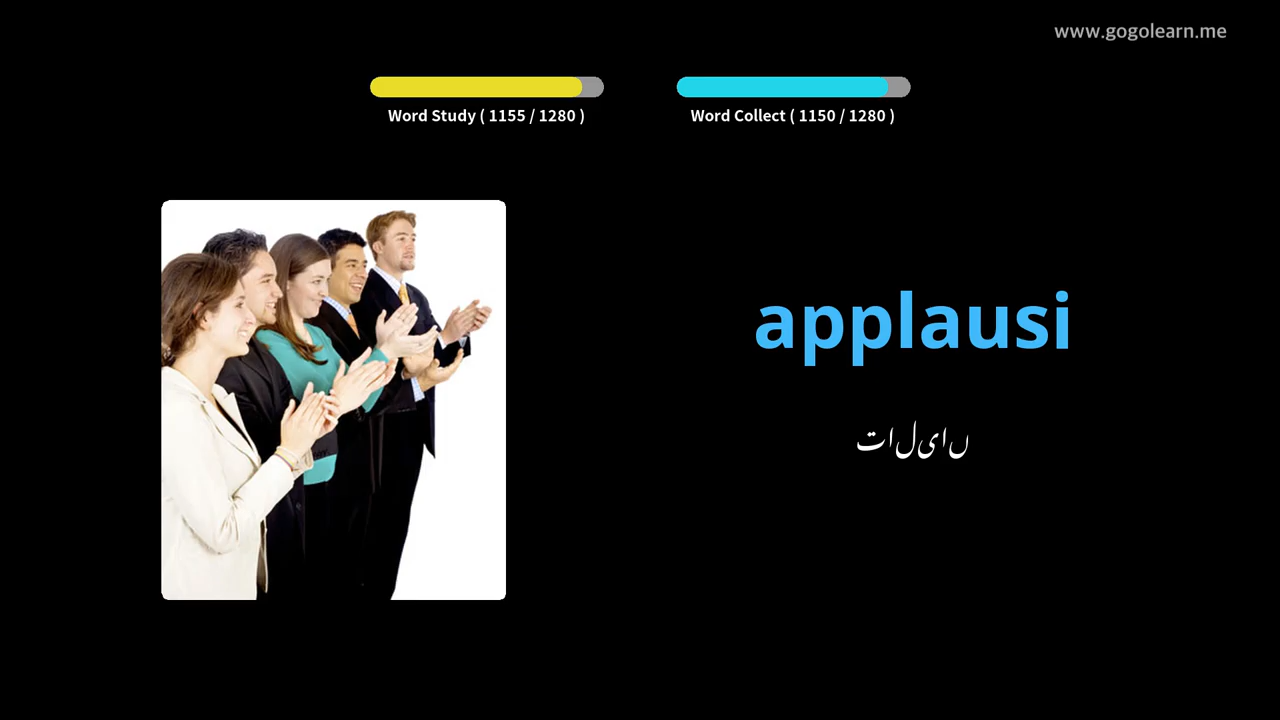 www.gogolearn.me
Word Study ( 1155 / 1280 )
Word Collect ( 1150 / 1280 )
applausi
تالیاں